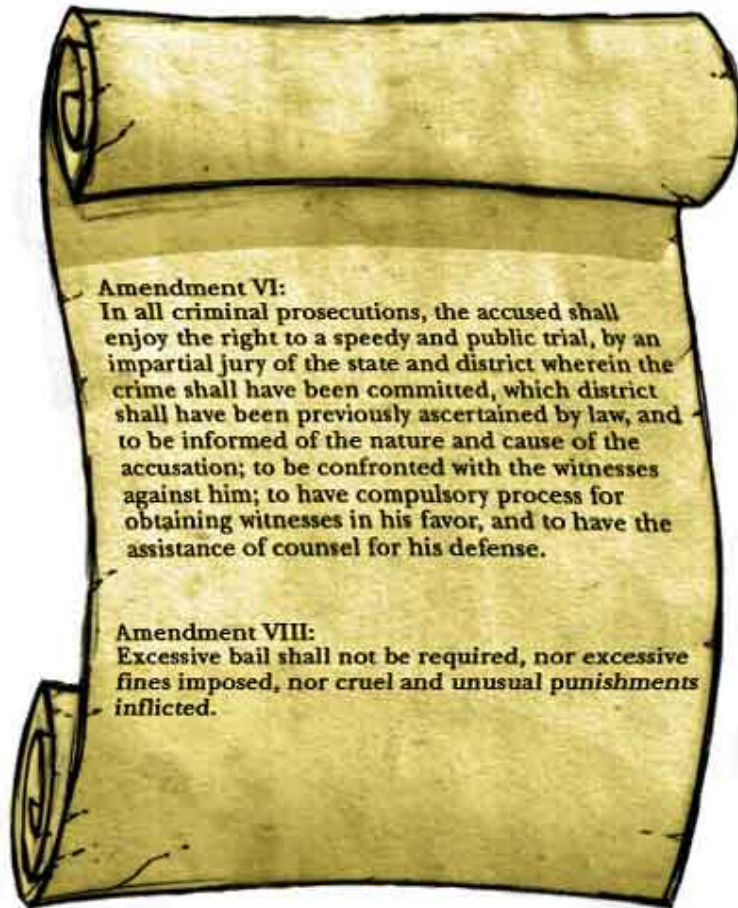 Amendment VI:
In all criminal prosecutions, the accused shall
enjoy the right to a speedy and public trial, by an
impartial jury of the state and district wherein the
crime shall have been committed, which district
shall have been previously ascertained by law, and
to be informed of the nature and cause of the
accusation; to be confronted with the witnesses
against him; to have compulsory process for
obtaining witnesses in his favor, and to have the
assistance of counsel for his defense.
Amendment VIII:
Excessive bail shall not be required, nor excessive
fines imposed, nor cruel and unusual punishments
inflicted.